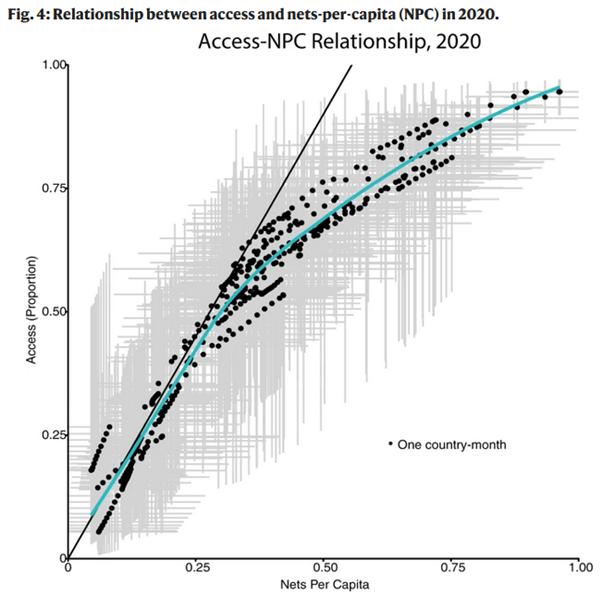 Fig. 4: Relationship between access and nets-per-capita (NPC) in 2020.
Access-NPC Relationship, 2020
1.00
0.75
0.50
0.25
0
Access (Proportion)
One country-month
0
0.25
0.50
0.75
1.00
Nets Per Capita